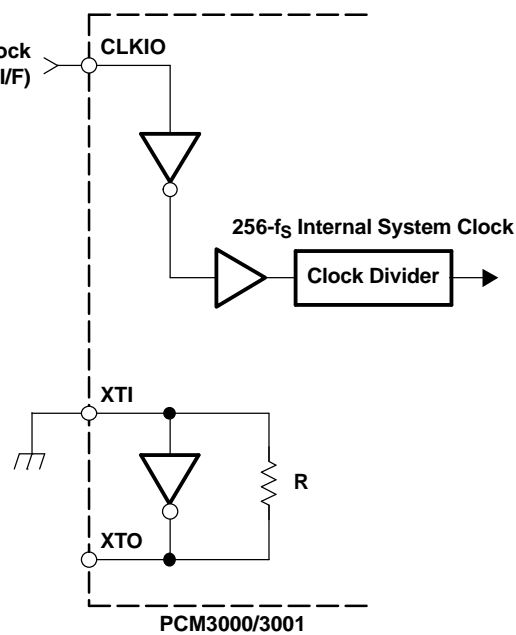 ock
I/F)
CLKIO
256-fS Internal System Clock
Clock Divider
XTI
R
XTO
PCM3000/3001